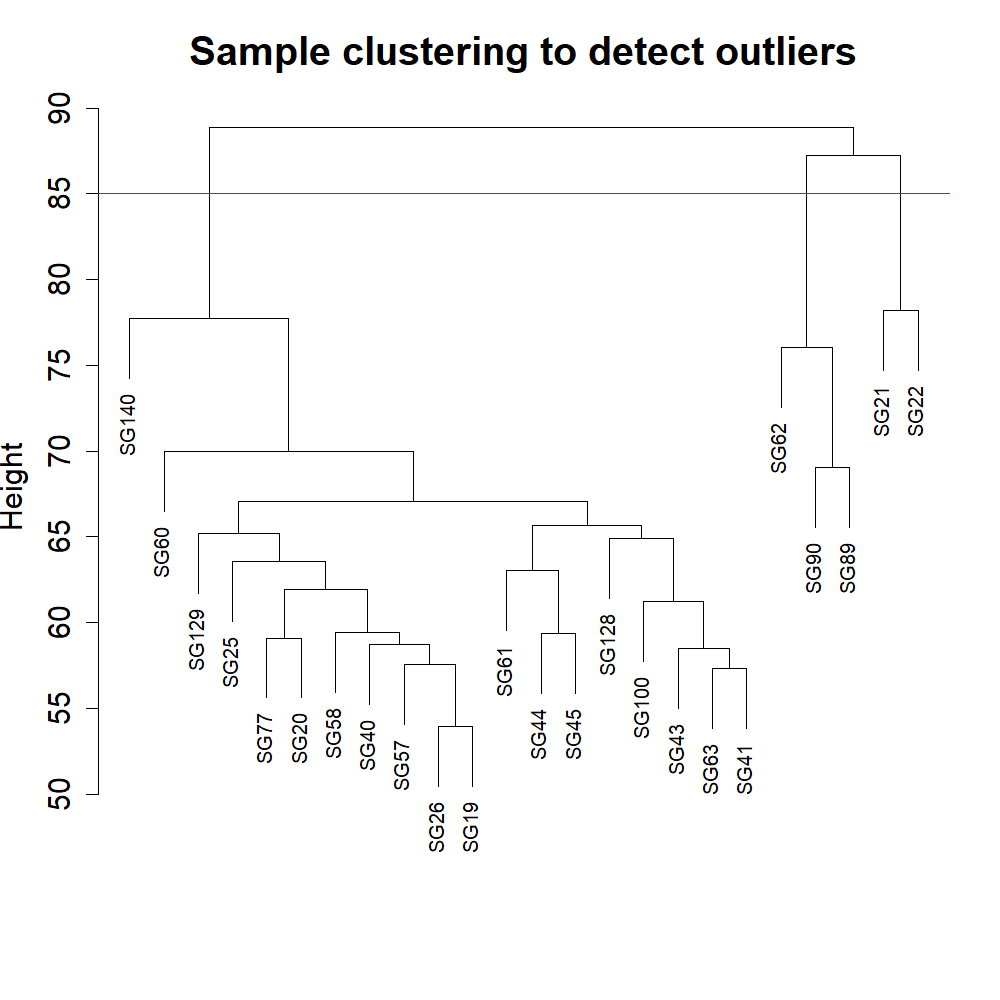 Sample clustering to detect outliers
Height
90
85
80
75
70
65
60
55
50
SG140
SG60
SG129
SG25
SG77
SG20
SG58
SG40
SG57
SG26
SG19
SG61
SG44
SG45
SG128
SG100
SG43
SG63
SG41
SG62
SG90
SG89
SG21
SG22